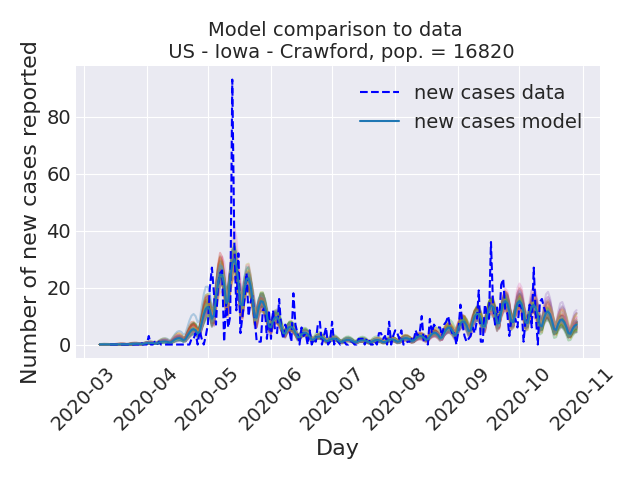 Model comparison to data
US - Iowa - Crawford, pop. = 16820
new cases data
new cases model
Number of new cases reported
80
60
40
20
0
2020-03
2020-04
2020-05
2020-06
2020-07
2020-08
2020-09
2020-10
2020-11
Day